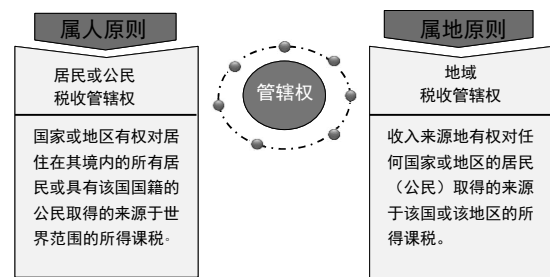 属人原则
居民或公民
税收管辖权
国家或地区有权对居
住在其境内的所有居
民或具有该国国籍的
公民取得的来源于世
界范围的所得课税。
管辖权
属地原则
地域
税收管辖权
收入来源地有权对任
何国家或地区的居民
（公民）取得的来源
于该国或该地区的所
得课税。